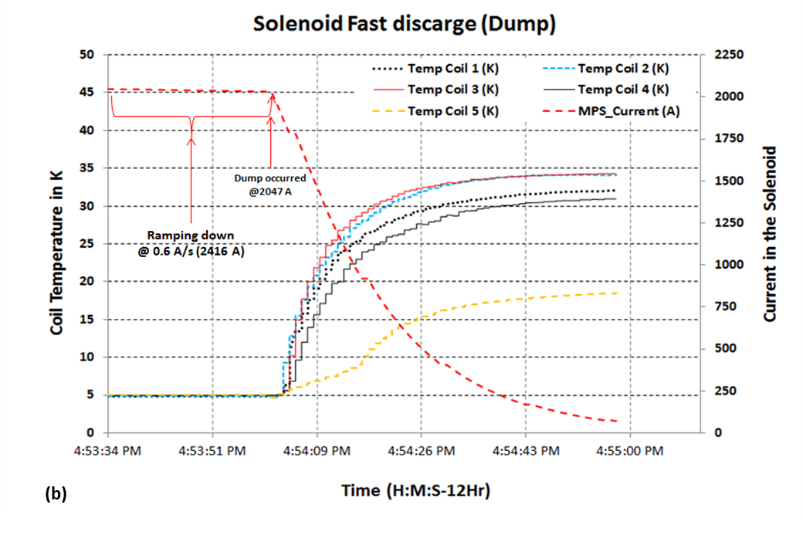 Solenoid Fast discarge (Dump)
50
45
40
35
30
25
20
15
10
5
0
Coil Temperature in K
2250
2000
1750
1500
1250
1000
750
500
250
0
Current in the Solenoid
Temp Coil 1 (K)
Temp Coil 2 (K)
Temp Coil 3 (K)
Temp Coil 4 (K)
Temp Coil 5 (K)
MPS_Current (A)
Dump occurred
@2047 A
Ramping down
@ 0.6 A/s (2416 A)
4:53:34 PM
4:53:51 PM
4:54:09 PM
4:54:26 PM
4:54:43 PM
4:55:00 PM
(b)
Time (H:M:S-12Hr)